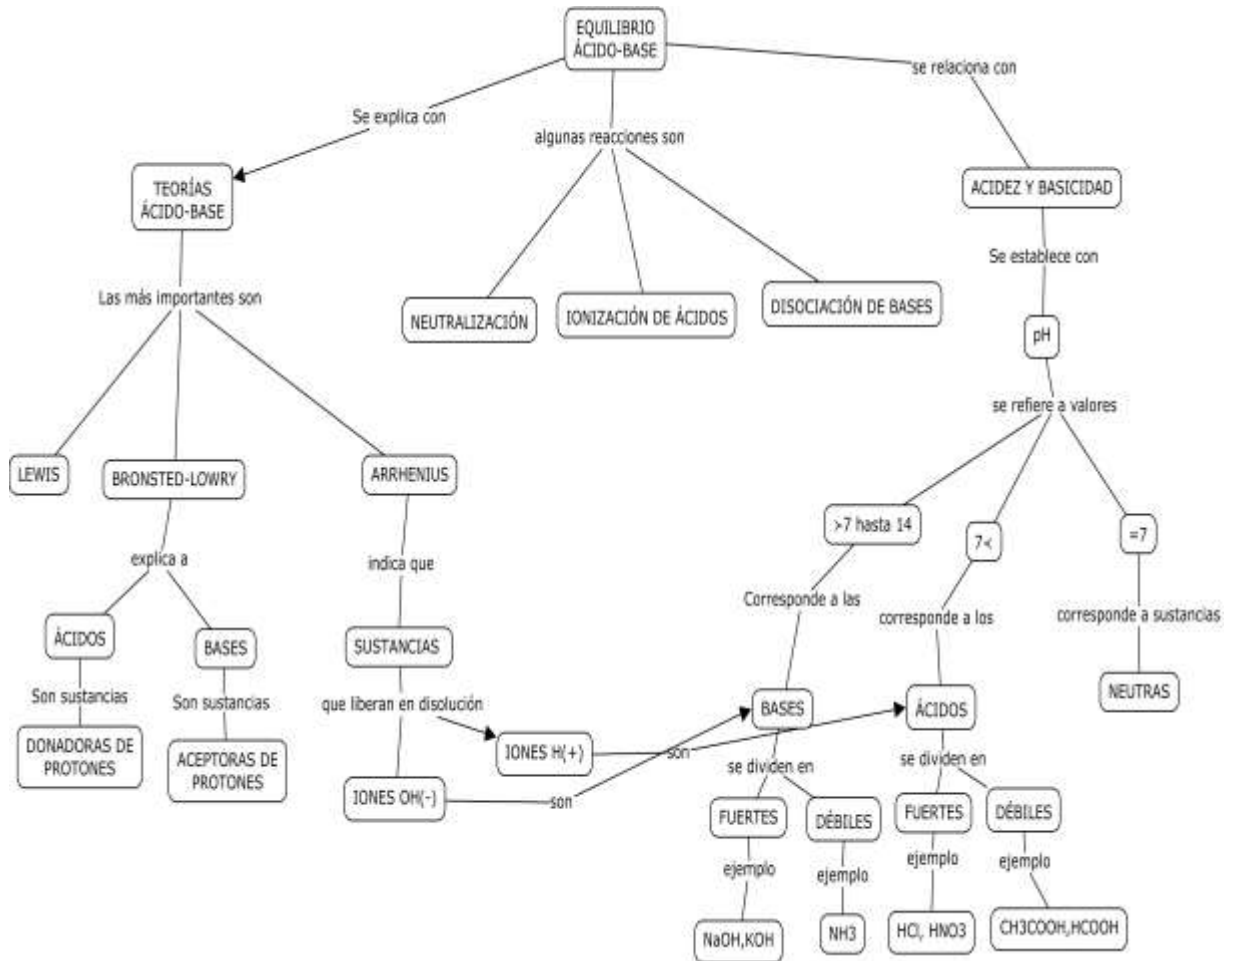 EQUILIBRIO
ÁCIDO-BASE
se relaciona con
Se explica con
algunas reacciones son
TEORÍAS
ÁCIDO-BASE
ACIDEZ Y BASICIDAD
Se establece con
Las más importantes son
NEUTRALIZACIÓN
IONIZACIÓN DE ÁCIDOS
DISOCIACIÓN DE BASES
pH
se refiere a valores
LEWIS
BRONSTED-LOWRY
ARRHENIUS
>7 hasta 14
7<
=7
explica a
indica que
Corresponde a las
corresponde a los
corresponde a sustancias
ÁCIDOS
BASES
SUSTANCIAS
NEUTRAS
Son sustancias
Son sustancias
que liberan en disolución
BASES
ÁCIDOS
DONADORAS DE
PROTONES
ACEPTORAS DE
PROTONES
IONES H(+)
son
IONES OH(-)
son
se dividen en
se dividen en
FUERTES
DÉBILES
FUERTES
DÉBILES
ejemplo
ejemplo
ejemplo
ejemplo
NaOH,KOH
NH3
HCl, HNO3
CH3COOH,HCOOH